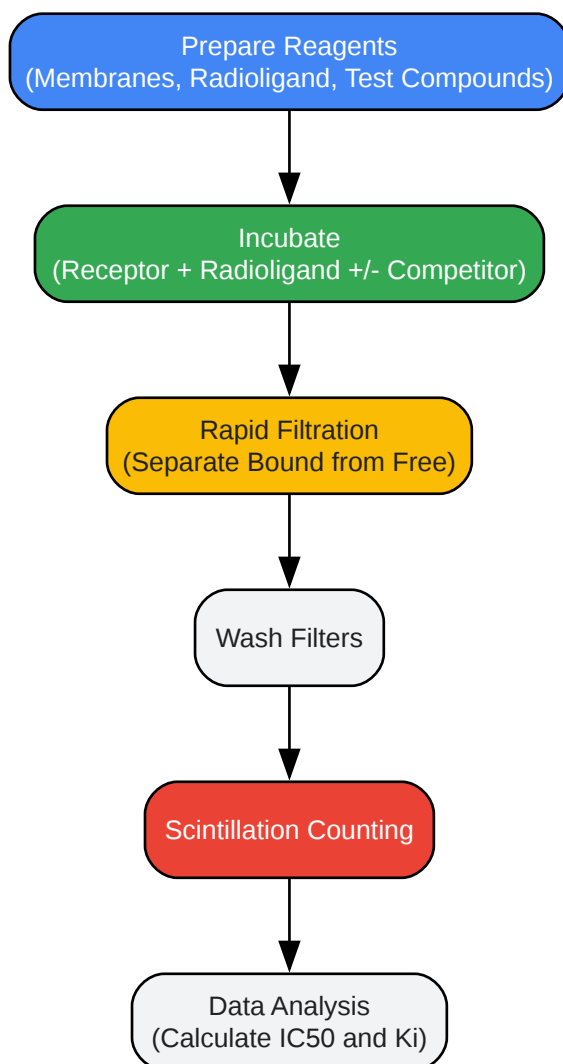 Prepare Reagents
(Membranes, Radioligand, Test Compounds)
Incubate
(Receptor + Radioligand +/- Competitor)
Rapid Filtration
(Separate Bound from Free)
Wash Filters
Scintillation Counting
Data Analysis
(Calculate IC50 and Ki)